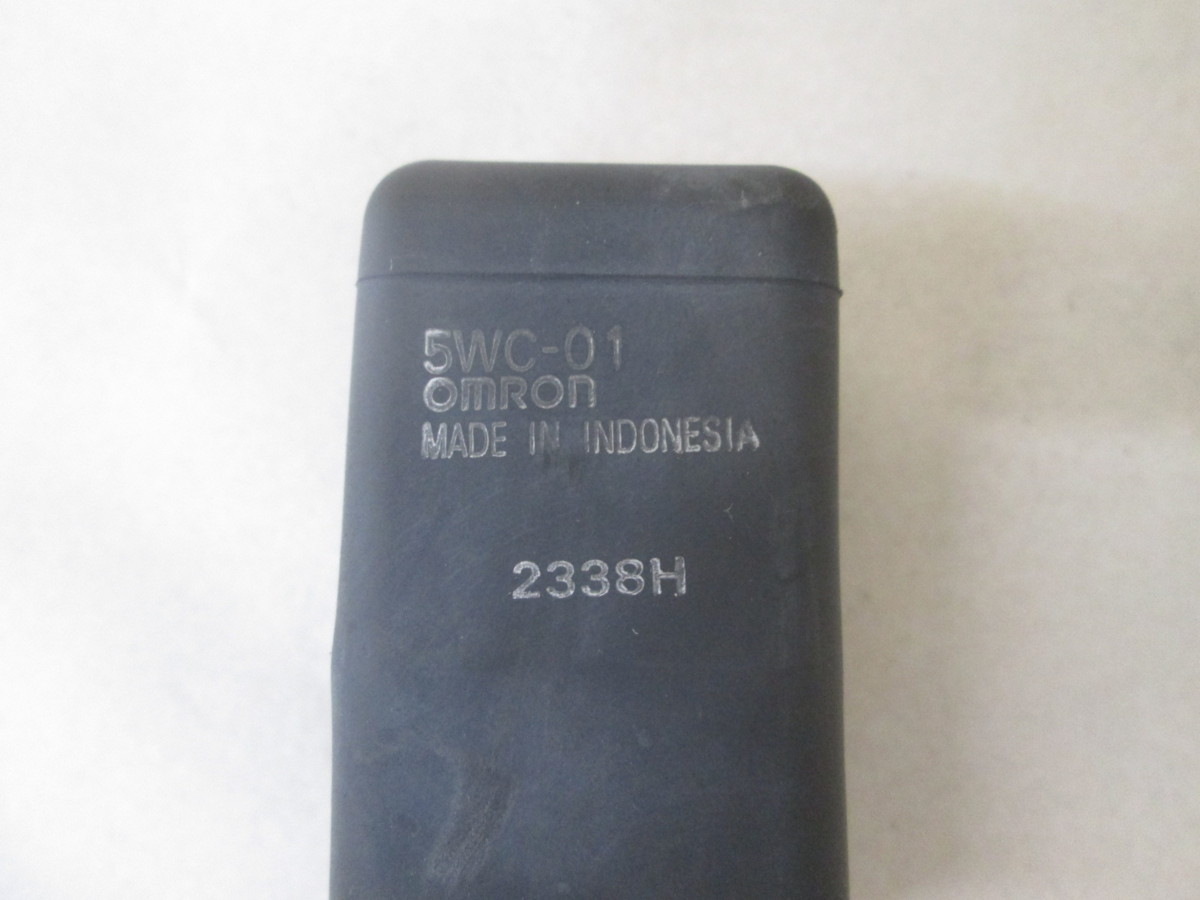 5WC-01
omron
MADE IN INDONESIA
2338H